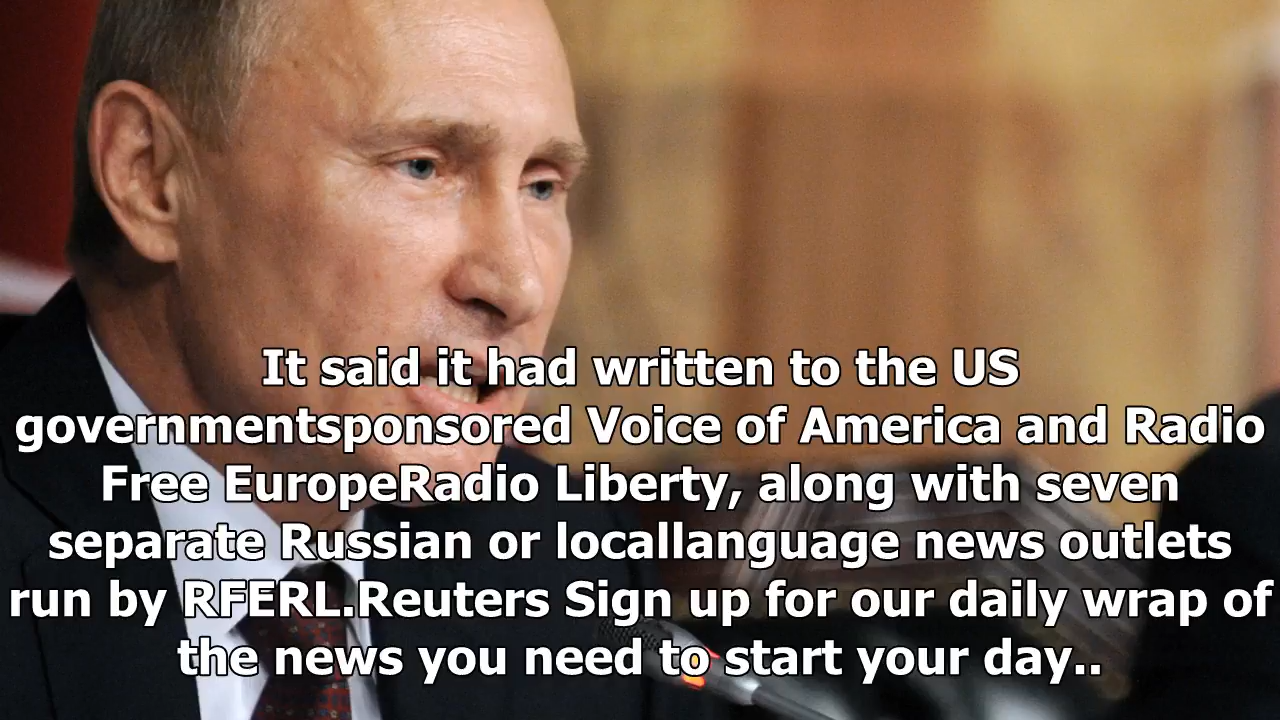 It said it had written to the US
governmentsponsored Voice of America and Radio
Free EuropeRadio Liberty, along with seven
separate Russian or locallanguage news outlets
run by RFERL.Reuters Sign up for our daily wrap of
the news you need to start your day..